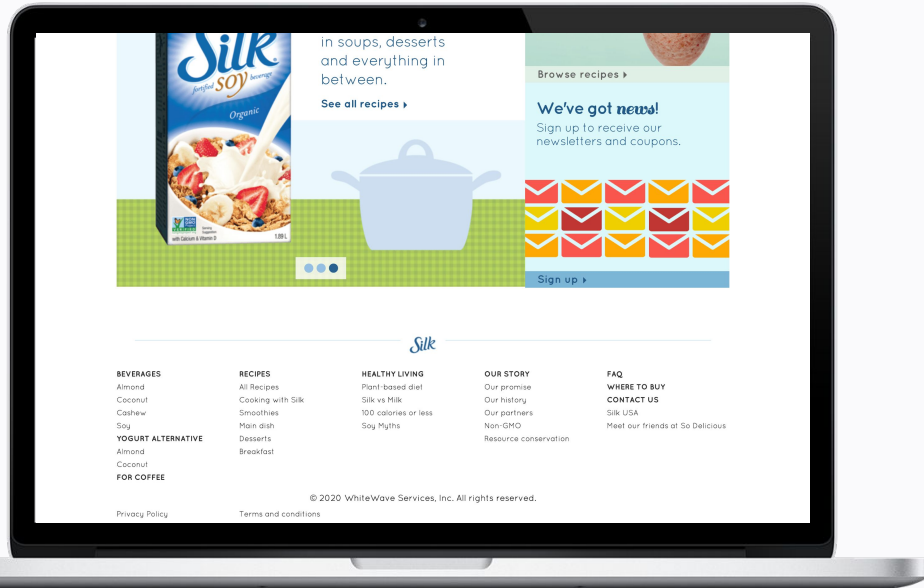 Silk
fortified soy beverage
Organic
with Calcium & Vitamin D
1.89 L
in soups, desserts
and everything in
between.
See all recipes
Browse recipes
We've got news!
Sign up to receive our
newsletters and coupons.
Sign up
Silk
BEVERAGES
Almond
Coconut
Cashew
Soy
YOGURT ALTERNATIVE
Almond
Coconut
FOR COFFEE
RECIPES
All Recipes
Cooking with Silk
Smoothies
Main dish
Desserts
Breakfast
HEALTHY LIVING
Plant-based diet
Silk vs Milk
100 calories or less
Soy Myths
OUR STORY
Our promise
Our history
Our partners
Non-GMO
Resource conservation
FAQ
WHERE TO BUY
CONTACT US
Silk USA
Meet our friends at So Delicious
© 2020 WhiteWave Services, Inc. All rights reserved.
Privacy Policy
Terms and conditions